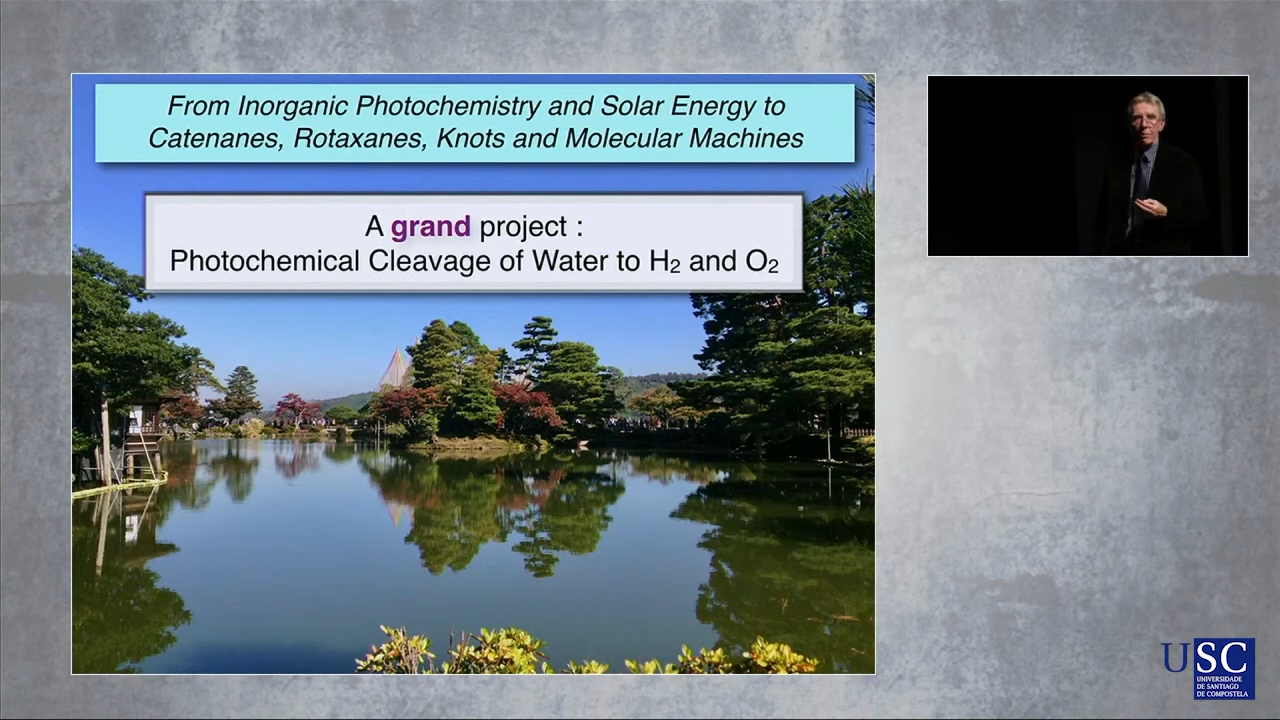 From Inorganic Photochemistry and Solar Energy to
Catenanes, Rotaxanes, Knots and Molecular Machines
A grand project :
Photochemical Cleavage of Water to H₂ and O₂
USC
UNIVERSIDADE
DE SANTIAGO
DE COMPOSTELA